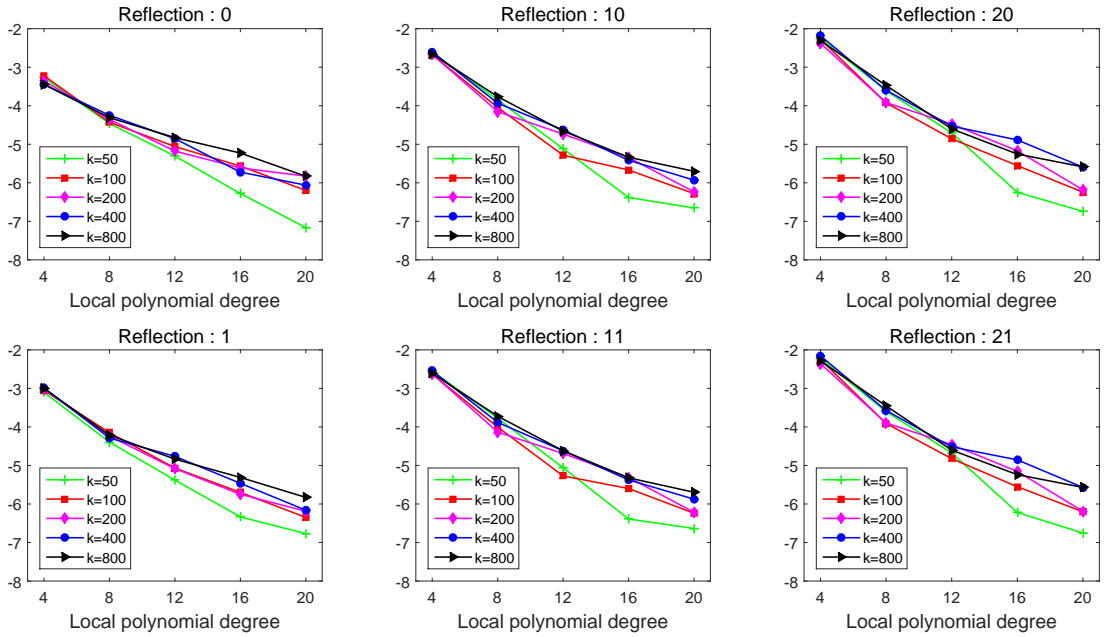 Reflection : 0
-2
-3
-4
-5
-6
-7
-8
k=50
k=100
k=200
k=400
k=800
4 8 12 16 20
Local polynomial degree
Reflection : 10
-2
-3
-4
-5
-6
-7
-8
k=50
k=100
k=200
k=400
k=800
4 8 12 16 20
Local polynomial degree
Reflection : 20
-2
-3
-4
-5
-6
-7
-8
k=50
k=100
k=200
k=400
k=800
4 8 12 16 20
Local polynomial degree
Reflection : 1
-2
-3
-4
-5
-6
-7
-8
k=50
k=100
k=200
k=400
k=800
4 8 12 16 20
Local polynomial degree
Reflection : 11
-2
-3
-4
-5
-6
-7
-8
k=50
k=100
k=200
k=400
k=800
4 8 12 16 20
Local polynomial degree
Reflection : 21
-2
-3
-4
-5
-6
-7
-8
k=50
k=100
k=200
k=400
k=800
4 8 12 16 20
Local polynomial degree